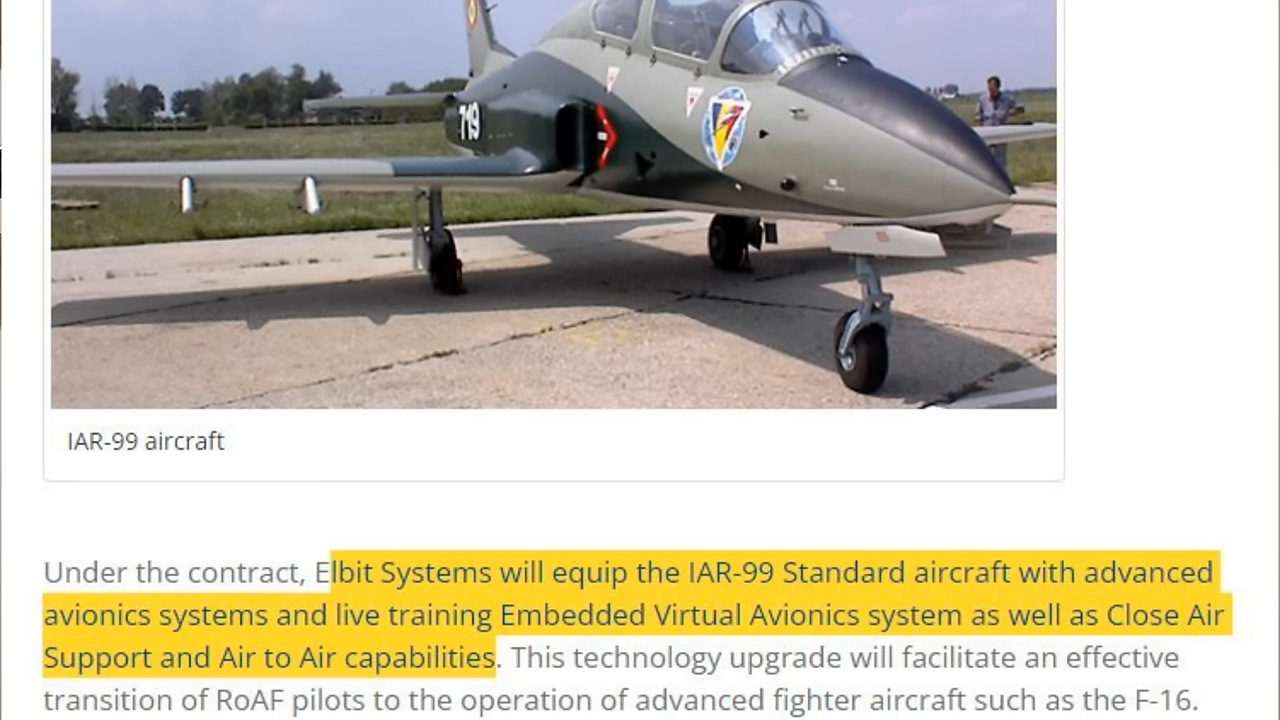 719
IAR-99 aircraft
Under the contract, Elbit Systems will equip the IAR-99 Standard aircraft with advanced
avionics systems and live training Embedded Virtual Avionics system as well as Close Air
Support and Air to Air capabilities. This technology upgrade will facilitate an effective
transition of RoAF pilots to the operation of advanced fighter aircraft such as the F-16.